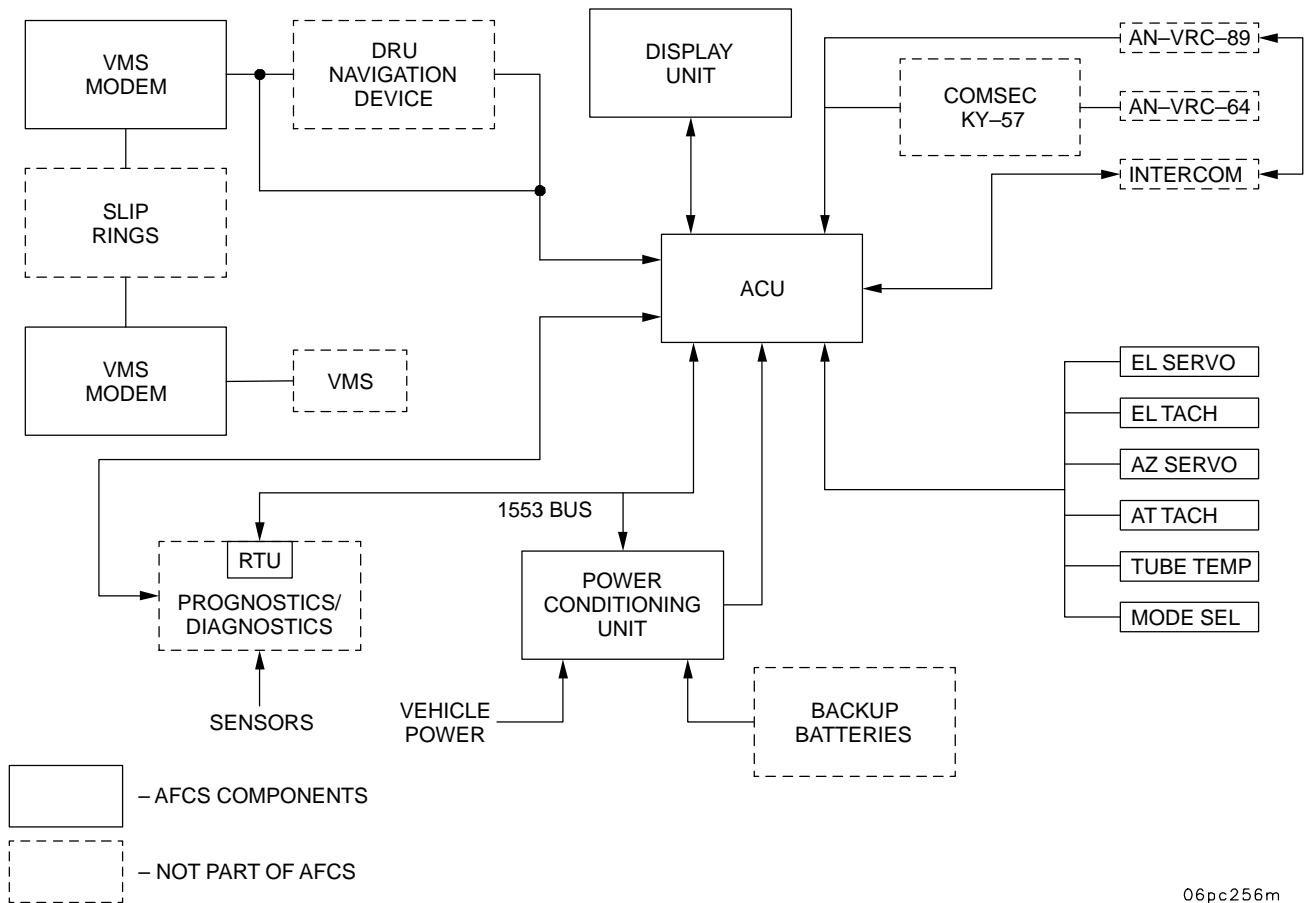 VMS
MODEM
DRU
NAVIGATION
DEVICE
DISPLAY
UNIT
AN–VRC–89
COMSEC
KY–57
AN–VRC–64
INTERCOM
SLIP
RINGS
ACU
VMS
MODEM
VMS
EL SERVO
EL TACH
AZ SERVO
AT TACH
TUBE TEMP
MODE SEL
1553 BUS
RTU
PROGNOSTICS/
DIAGNOSTICS
POWER
CONDITIONING
UNIT
SENSORS
VEHICLE
POWER
BACKUP
BATTERIES
– AFCS COMPONENTS
– NOT PART OF AFCS
06pc256m